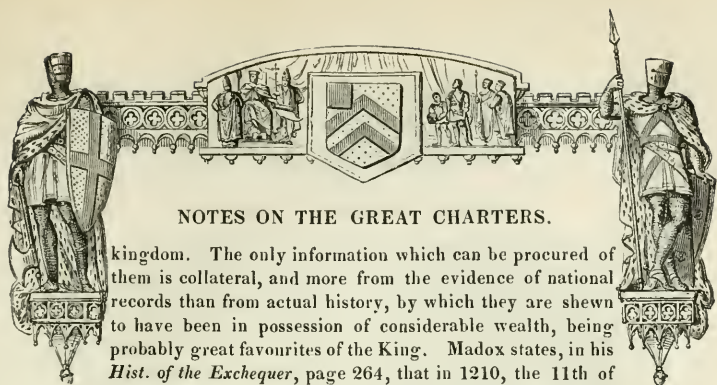 NOTES ON THE GREAT CHARTERS.
kingdom. The only information which can be procured of
them is collateral, and more from the evidence of national
records than from actual history, by which they are shewn
to have been in possession of considerable wealth, being
probably great favourites of the King. Madox states, in his
Hist. of the Exchequer, page 264, that in 1210, the 11th of